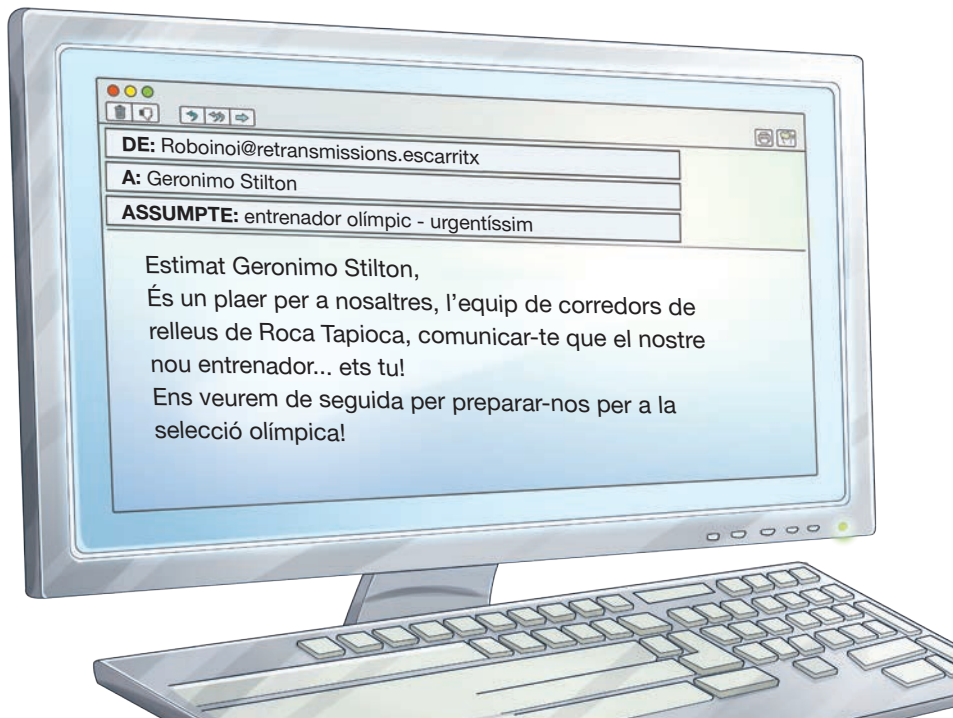 DE: Roboinoi@retransmissions.escarritx
A: Geronimo Stilton
ASSUMPTE: entrenador olímpic - urgentíssim
Estimat Geronimo Stilton,
És un plaer per a nosaltres, l’equip de corredors de
relleus de Roca Tapioca, comunicar-te que el nostre
nou entrenador... ets tu!
Ens veurem de seguida per preparar-nos per a la
selecció olímpica!